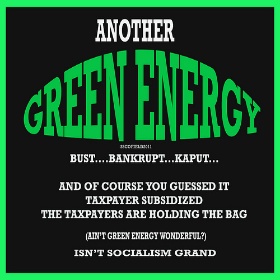 ANOTHER
GREEN ENERGY
BUST....BANKRUPT...KAPUT...
AND OF COURSE YOU GUESSED IT
TAXPAYER SUBSIDIZED
THE TAXPAYERS ARE HOLDING THE BAG
(AIN'T GREEN ENERGY WONDERFUL?)
ISN'T SOCIALISM GRAND